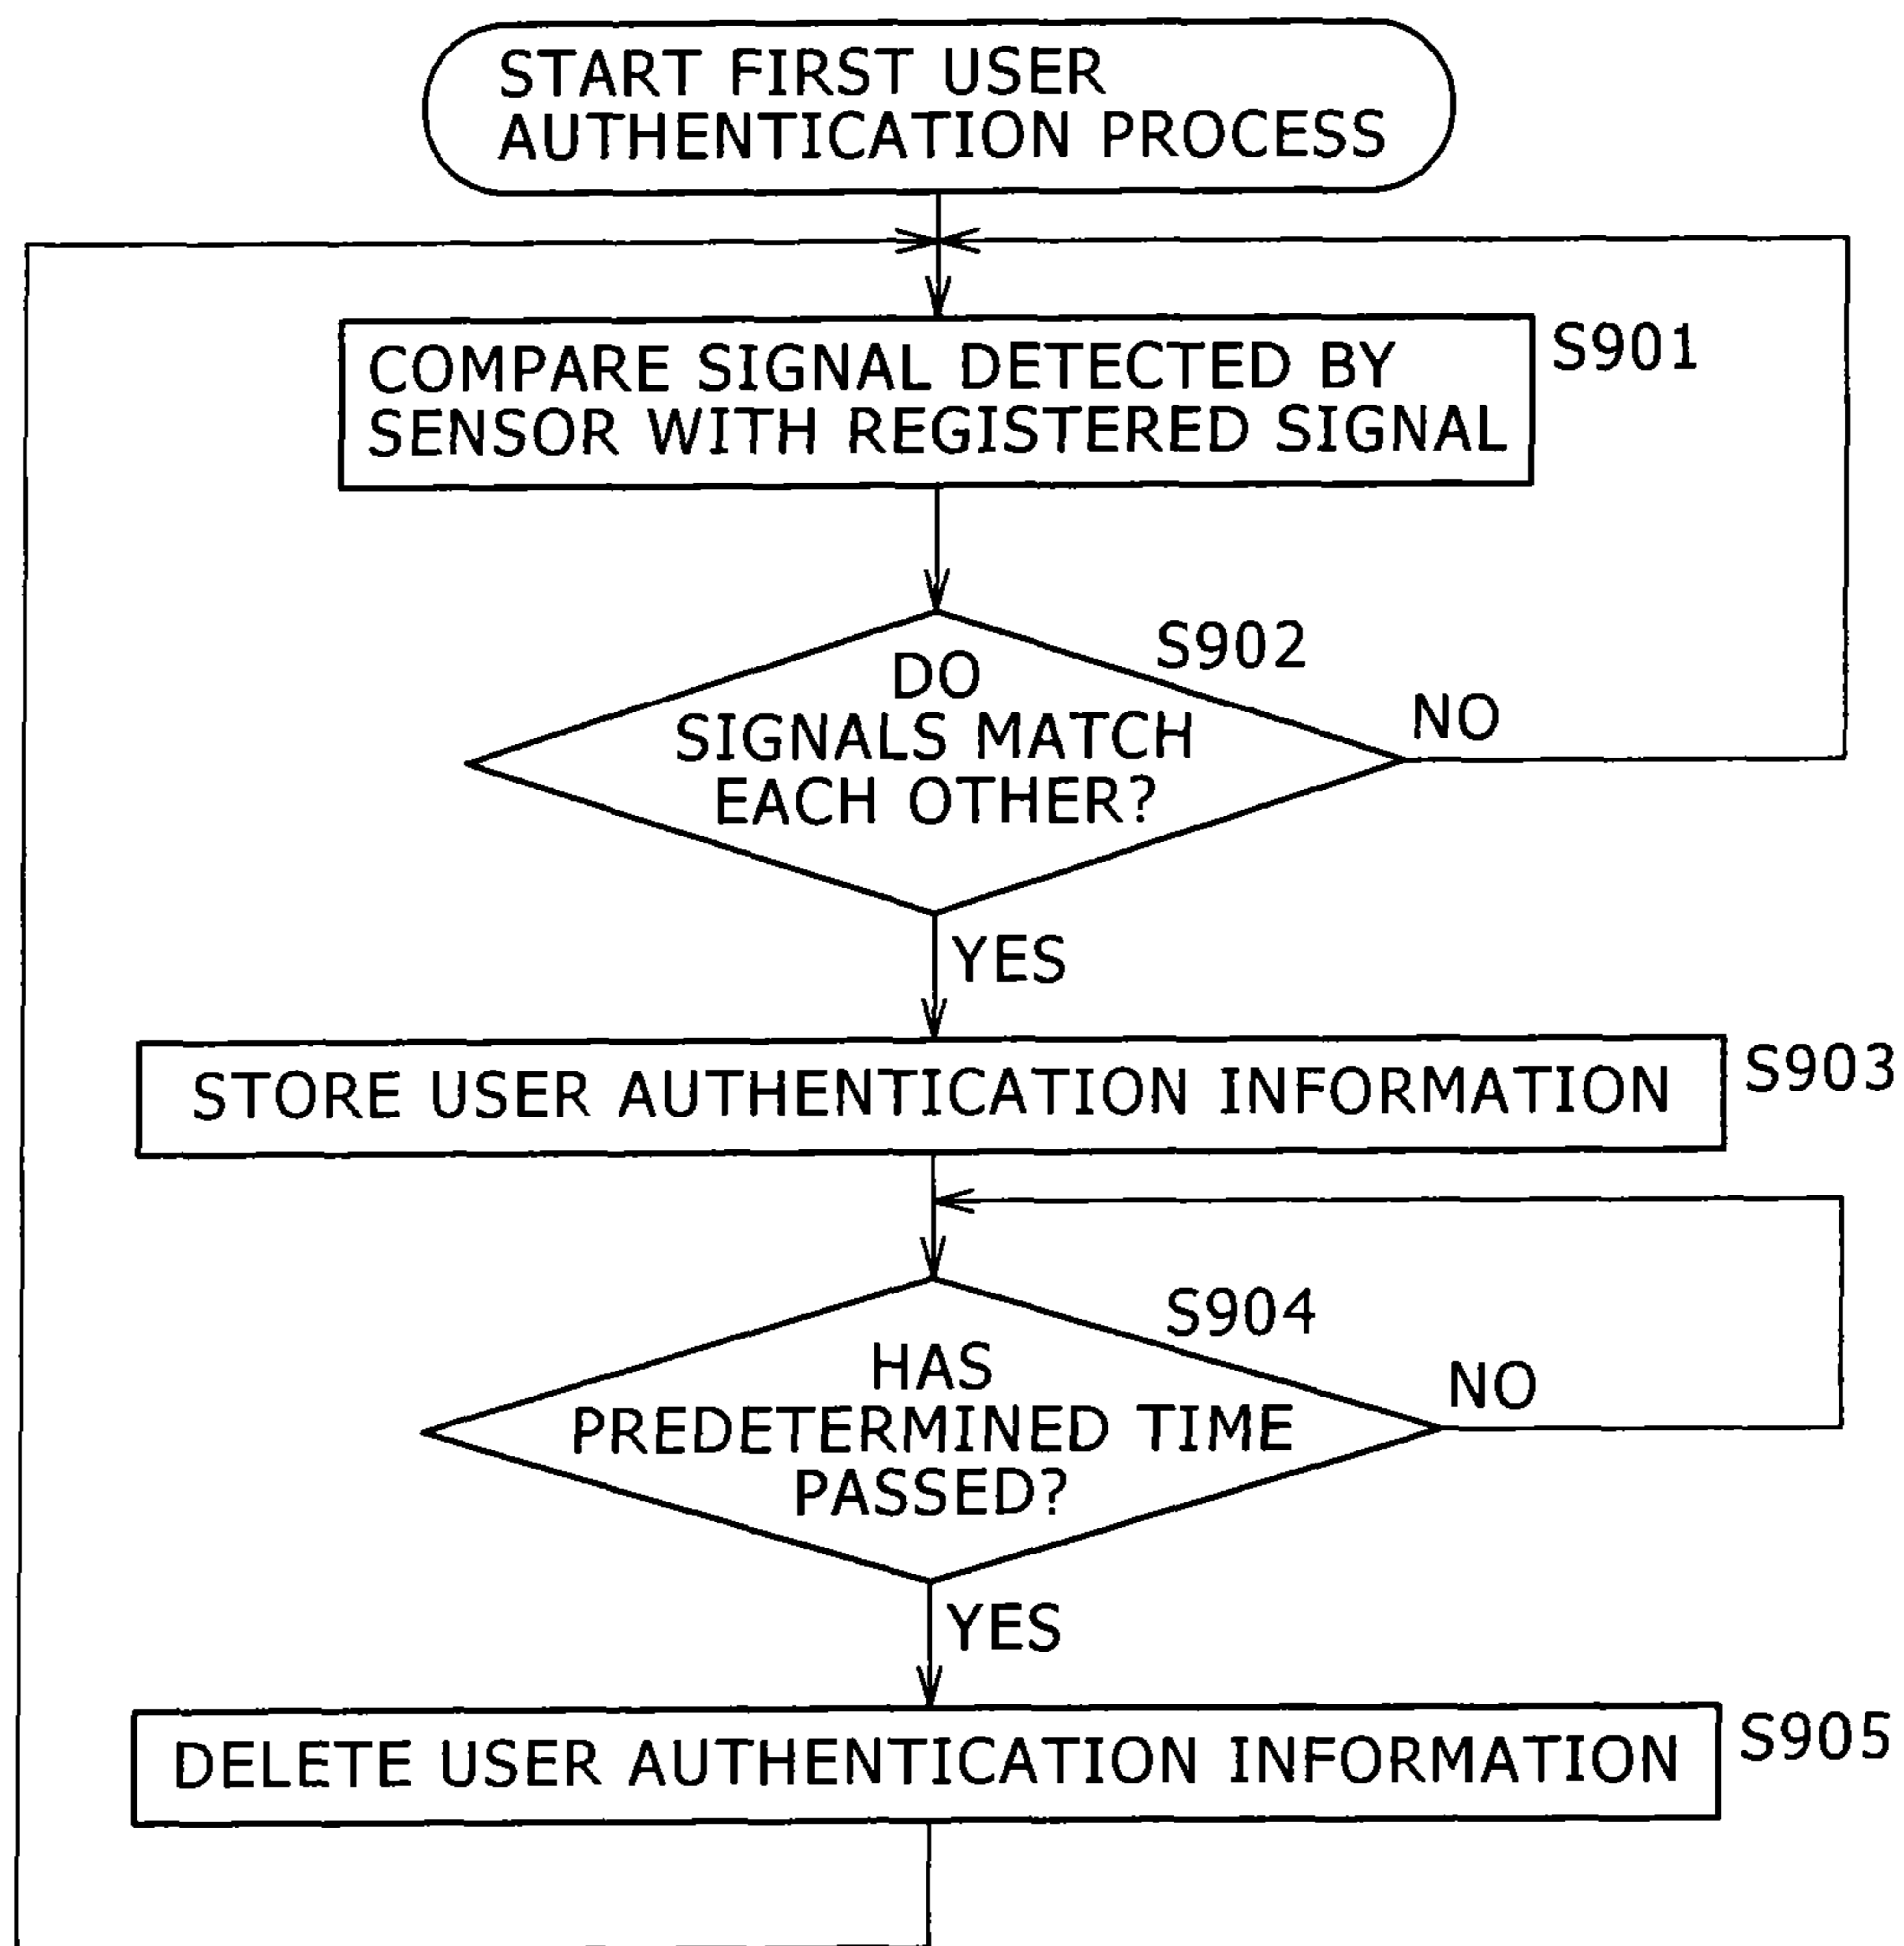 START FIRST USER
AUTHENTICATION PROCESS
COMPARE SIGNAL DETECTED BY
SENSOR WITH REGISTERED SIGNAL
S901
S902
DO
SIGNALS MATCH
EACH OTHER?
NO
YES
STORE USER AUTHENTICATION INFORMATION
S903
S904
HAS
PREDETERMINED TIME
PASSED?
NO
YES
DELETE USER AUTHENTICATION INFORMATION
S905